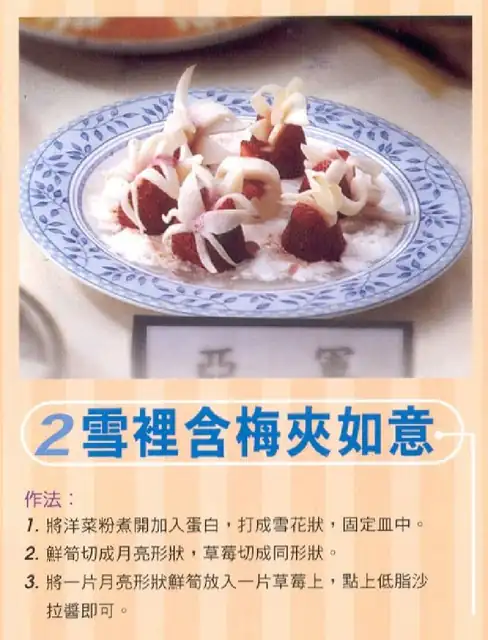 亞軍
2 雪裡含梅夾如意
作法：
1. 將洋菜粉煮開加入蛋白，打成雪花狀，固定皿中。
2. 鮮筍切成月亮形狀，草莓切成同形狀。
3. 將一片月亮形狀鮮筍放入一片草莓上，點上低脂沙
拉醬即可。